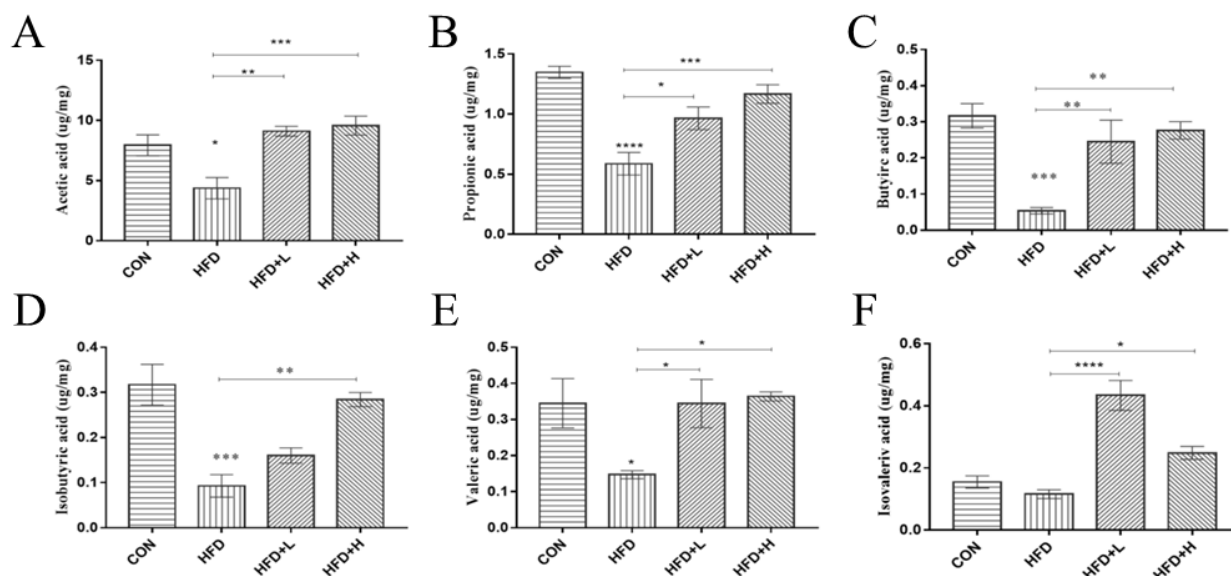 A
Acetic acid (ug/mg)
15
10
5
0
***
**
*
CON
HFD
HFD+L
HFD+H
B
Propionic acid (ug/mg)
1.5
1.0
0.5
0.0
***
*
****
CON
HFD
HFD+L
HFD+H
C
Butyirc acid (ug/mg)
0.5
0.4
0.3
0.2
0.1
0.0
**
**
***
CON
HFD
HFD+L
HFD+H
D
Isobutyric acid (ug/mg)
0.4
0.3
0.2
0.1
0.0
**
***
CON
HFD
HFD+L
HFD+H
E
Valeric acid (ug/mg)
0.5
0.4
0.3
0.2
0.1
0.0
*
*
*
CON
HFD
HFD+L
HFD+H
F
Isovaleriv acid (ug/mg)
0.6
0.4
0.2
0.0
*
****
CON
HFD
HFD+L
HFD+H